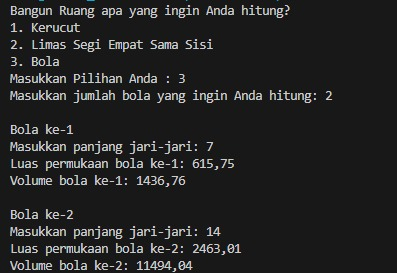 Bangun Ruang apa yang ingin Anda hitung?
1. Kerucut
2. Limas Segi Empat Sama Sisi
3. Bola
Masukkan Pilihan Anda : 3
Masukkan jumlah bola yang ingin Anda hitung: 2
Bola ke-1
Masukkan panjang jari-jari: 7
Luas permukaan bola ke-1: 615,75
Volume bola ke-1: 1436,76
Bola ke-2
Masukkan panjang jari-jari: 14
Luas permukaan bola ke-2: 2463,01
Volume bola ke-2: 11494,04